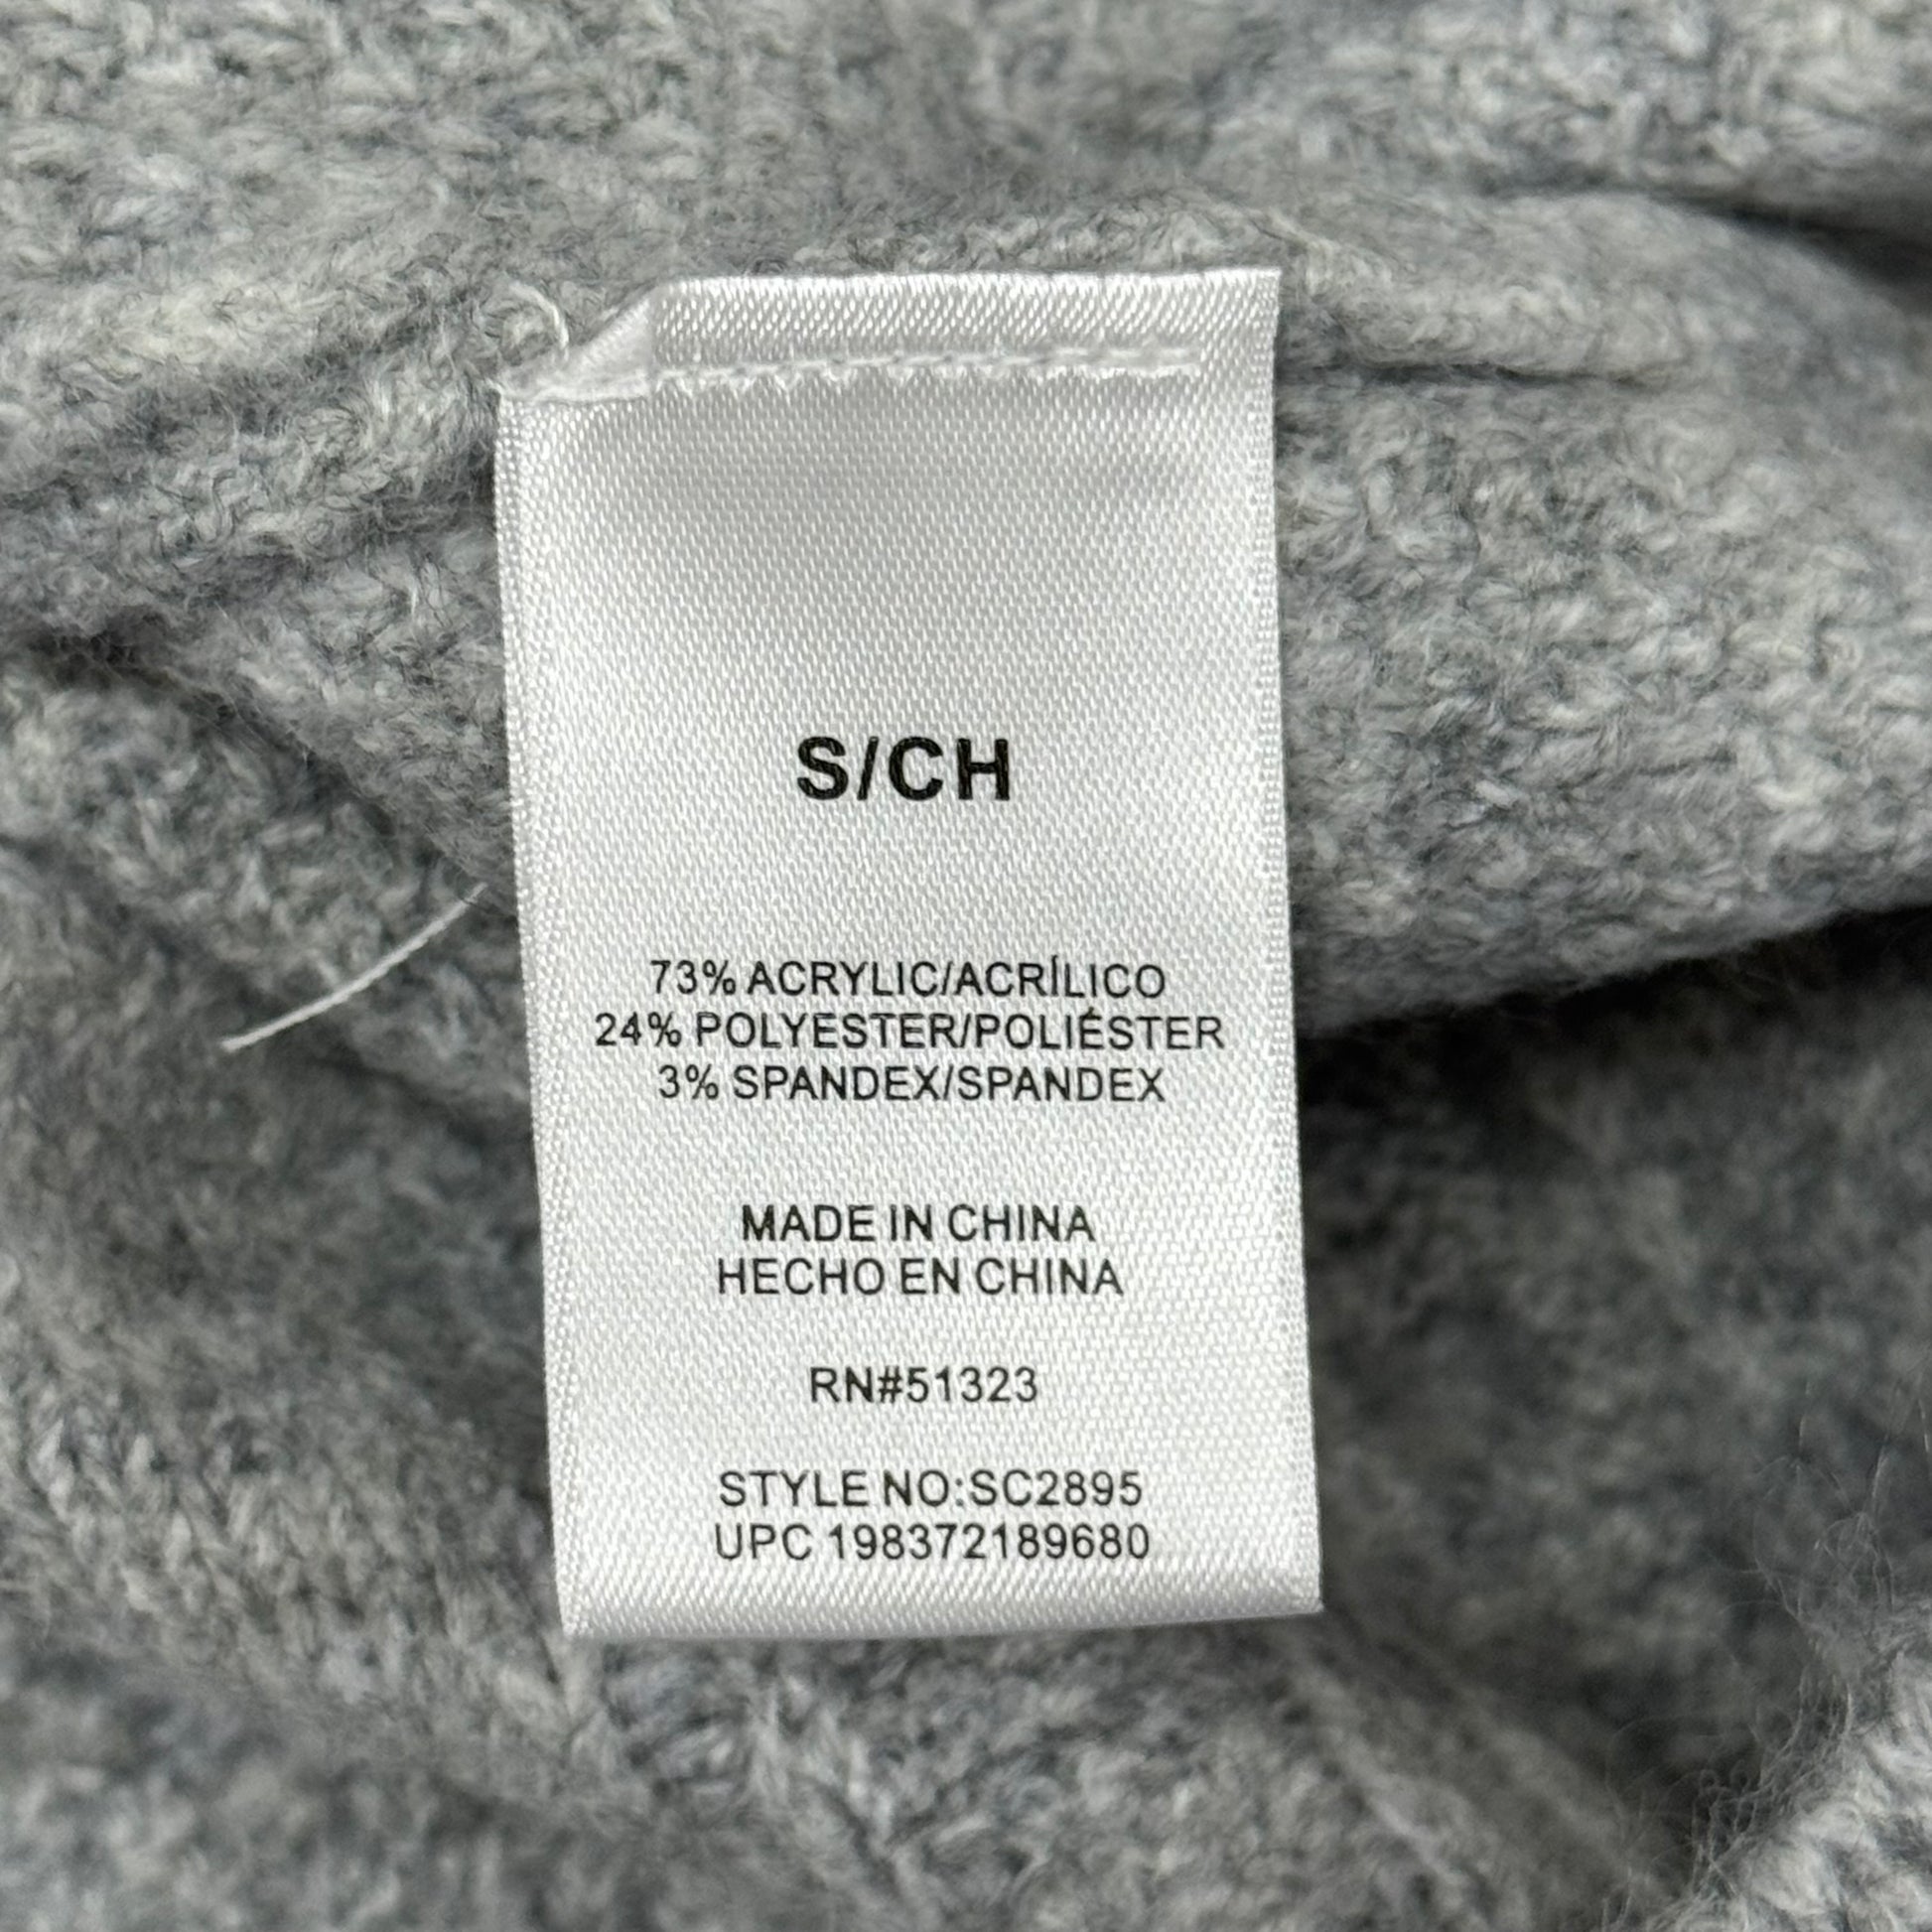 S/CH
73% ACRYLIC/ACRÍLICO
24% POLYESTER/POLIÉSTER
3% SPANDEX/SPANDEX
MADE IN CHINA
HECHO EN CHINA
RN#51323
STYLE NO:SC2895
UPC 198372189680